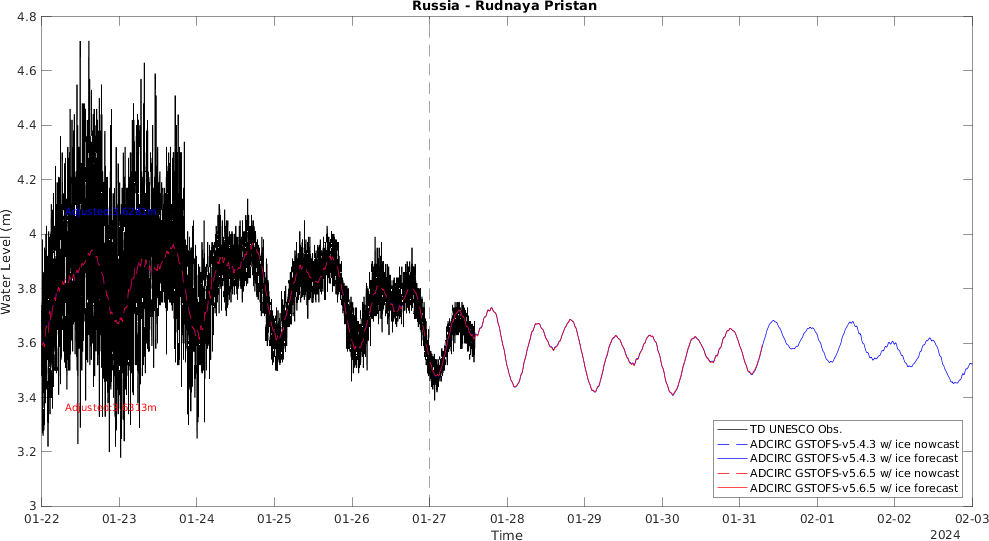 Russia - Rudnaya Pristan
Water Level (m)
4.8
4.6
4.4
4.2
4
3.8
3.6
3.4
3.2
3
TD UNESCO Obs.
ADCIRC GSTOFS-v5.4.3 w/ ice nowcast
ADCIRC GSTOFS-v5.4.3 w/ ice forecast
ADCIRC GSTOFS-v5.6.5 w/ ice nowcast
ADCIRC GSTOFS-v5.6.5 w/ ice forecast
01-22 01-23 01-24 01-25 01-26 01-27 01-28 01-29 01-30 01-31 02-01 02-02 02-03
Time
2024